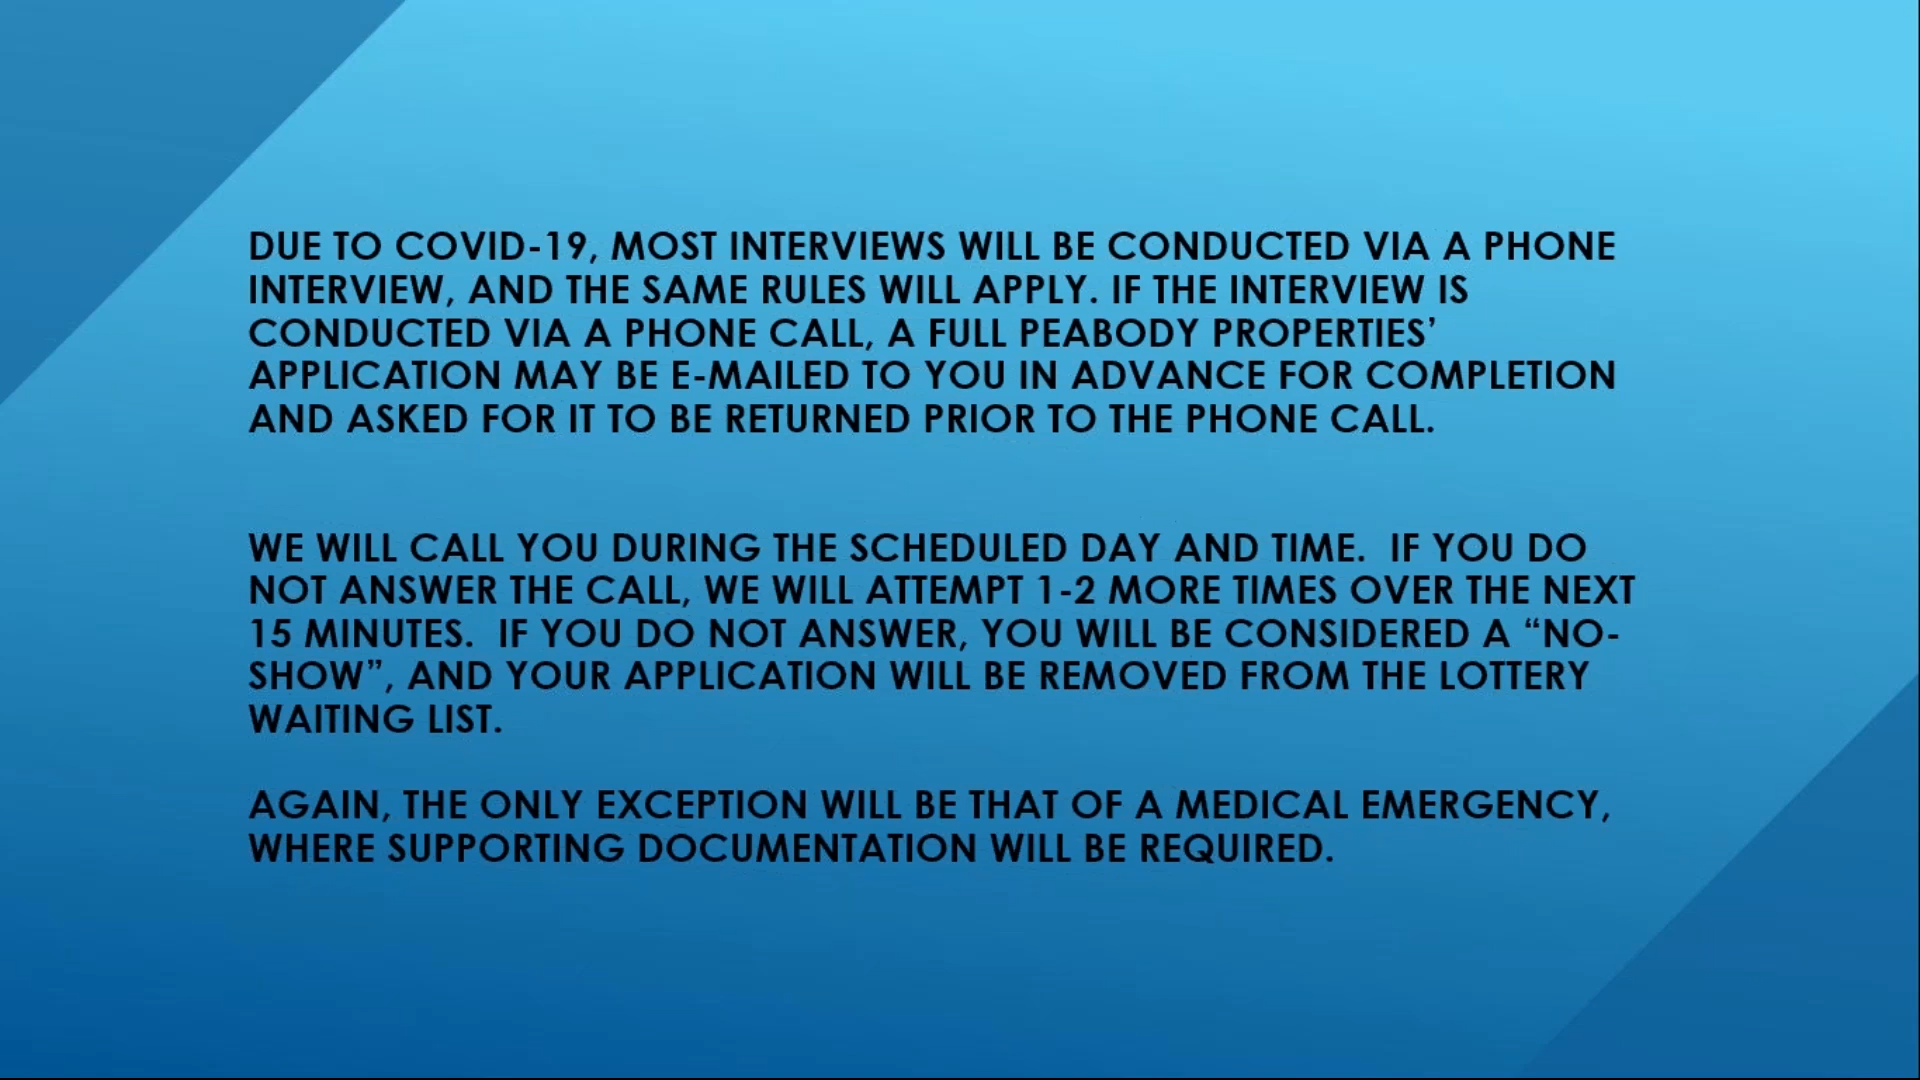 DUE TO COVID-19, MOST INTERVIEWS WILL BE CONDUCTED VIA A PHONE
INTERVIEW, AND THE SAME RULES WILL APPLY. IF THE INTERVIEW IS
CONDUCTED VIA A PHONE CALL, A FULL PEABODY PROPERTIES’
APPLICATION MAY BE E-MAILED TO YOU IN ADVANCE FOR COMPLETION
AND ASKED FOR IT TO BE RETURNED PRIOR TO THE PHONE CALL.
WE WILL CALL YOU DURING THE SCHEDULED DAY AND TIME.  IF YOU DO
NOT ANSWER THE CALL, WE WILL ATTEMPT 1-2 MORE TIMES OVER THE NEXT
15 MINUTES.  IF YOU DO NOT ANSWER, YOU WILL BE CONSIDERED A “NO-
SHOW”, AND YOUR APPLICATION WILL BE REMOVED FROM THE LOTTERY
WAITING LIST.
AGAIN, THE ONLY EXCEPTION WILL BE THAT OF A MEDICAL EMERGENCY,
WHERE SUPPORTING DOCUMENTATION WILL BE REQUIRED.